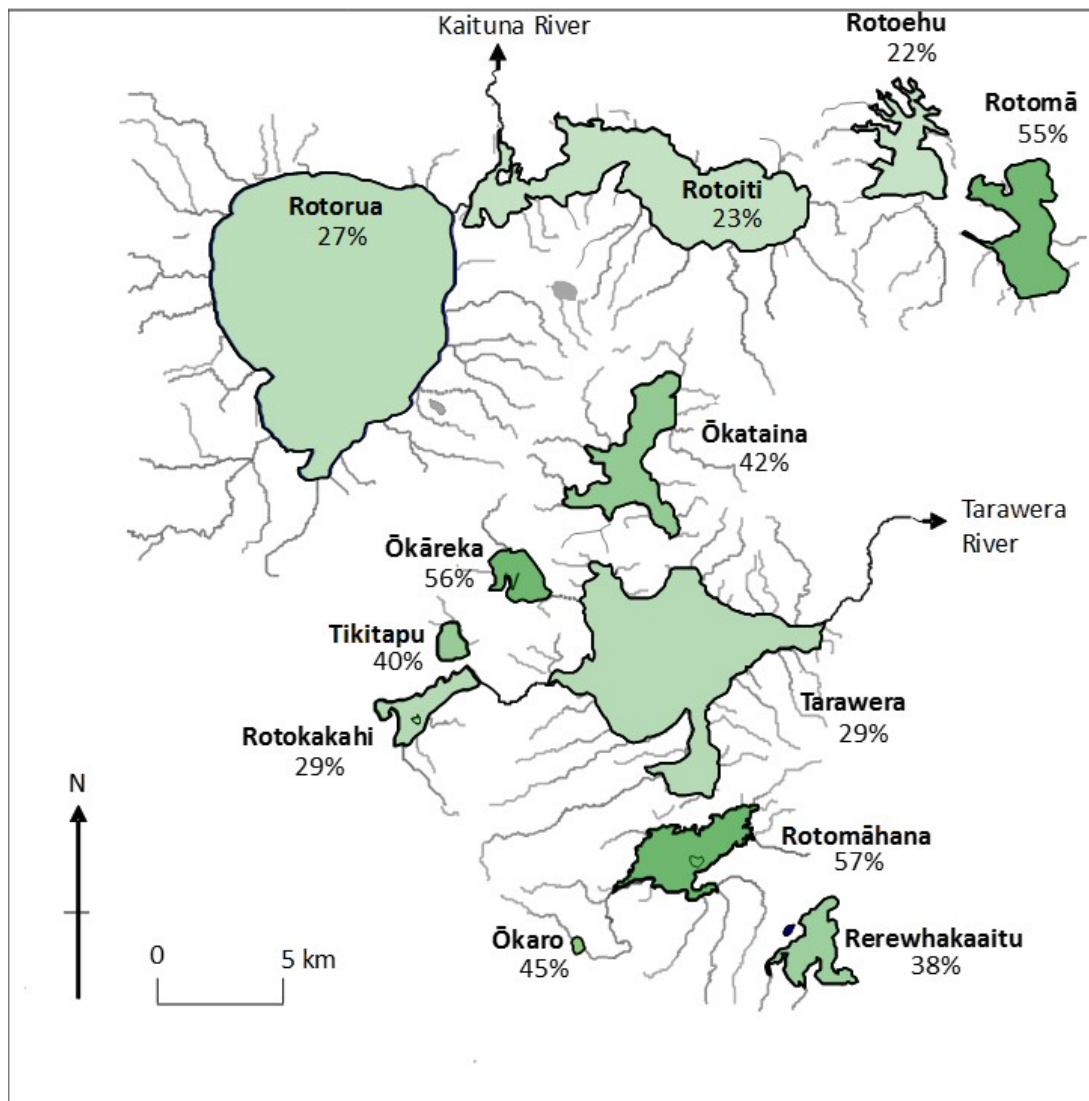 Kaituna River
Rotoehu
22%
Rotomā
55%
Rotorua
27%
Rotoiti
23%
Ōkataina
42%
Tarawera
River
Ōkāreka
56%
Tikitapu
40%
Rotokakahi
29%
Tarawera
29%
N
Rotomāhana
57%
Ōkaro
45%
Rerewhakaaitu
38%
0
5 km